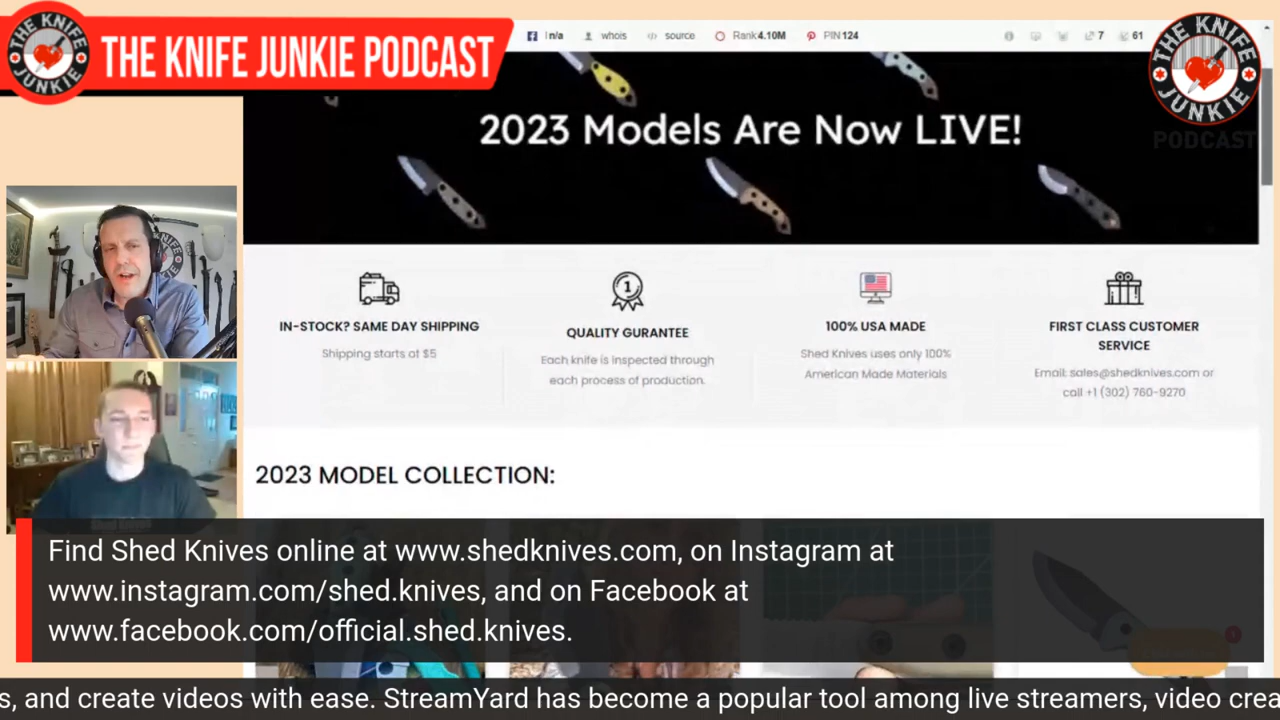 THE KNIFE JUNKIE
THE KNIFE JUNKIE PODCAST
n/a whois source Rank4.10M PIN124 7 61
THE KNIFE JUNKIE
PODCAST
2023 Models Are Now LIVE!
IN-STOCK? SAME DAY SHIPPING
Shipping starts at $5
1
QUALITY GURANTEE
Each knife is inspected through
each process of production.
100% USA MADE
Shed Knives uses only 100%
American Made Materials
FIRST CLASS CUSTOMER
SERVICE
Email: sales@shedknives.com or
call +1 (302) 760-9270
2023 MODEL COLLECTION:
Find Shed Knives online at www.shedknives.com, on Instagram at
www.instagram.com/shed.knives, and on Facebook at
www.facebook.com/official.shed.knives.
s, and create videos with ease. StreamYard has become a popular tool among live streamers, video crea